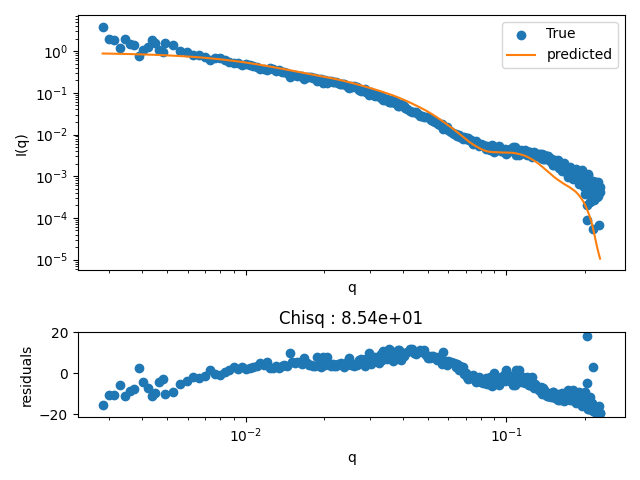 True
predicted
I(q)
10⁰
10⁻¹
10⁻²
10⁻³
10⁻⁴
10⁻⁵
q
Chisq : 8.54e+01
residuals
20
0
−20
10⁻²
10⁻¹
q